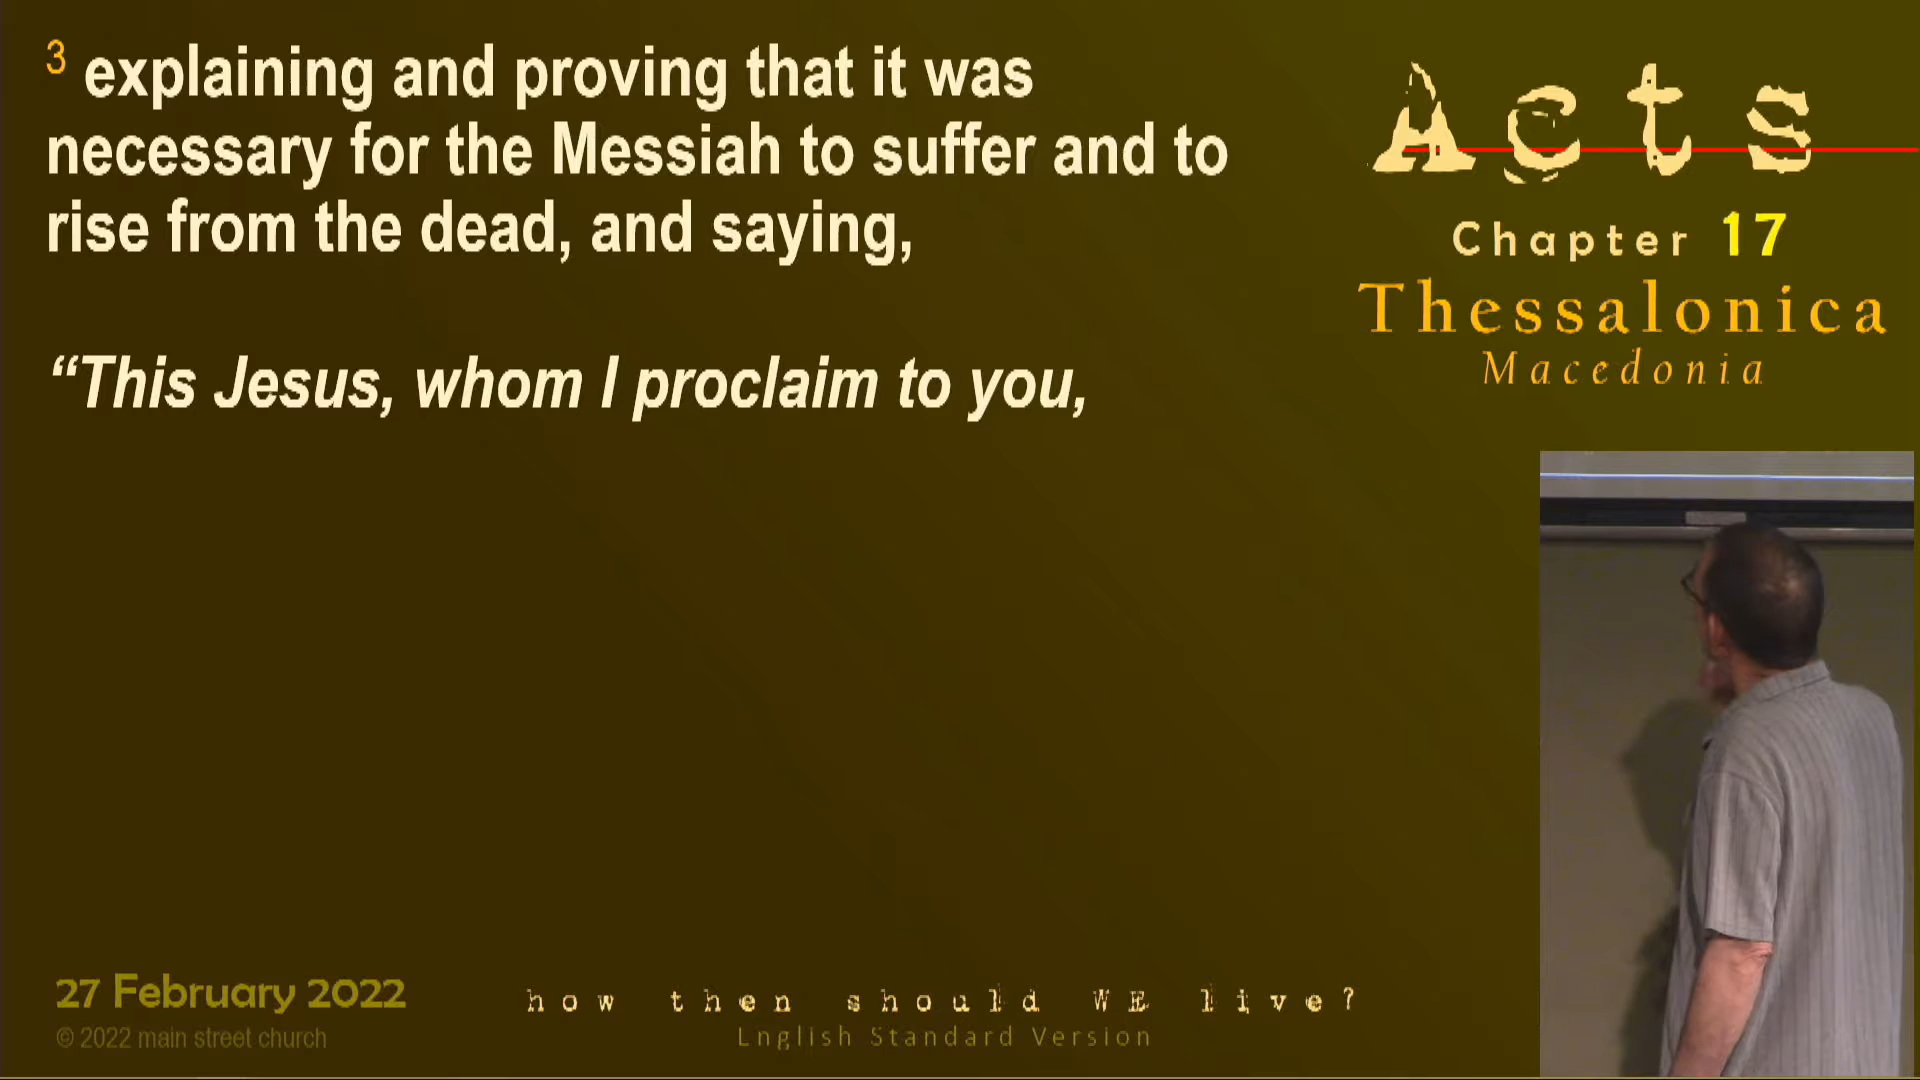 3 explaining and proving that it was
necessary for the Messiah to suffer and to
rise from the dead, and saying,
“This Jesus, whom I proclaim to you,
Acts
Chapter 17
Thessalonica
Macedonia
27 February 2022
© 2022 main street church
how then should WE live?
English Standard Version